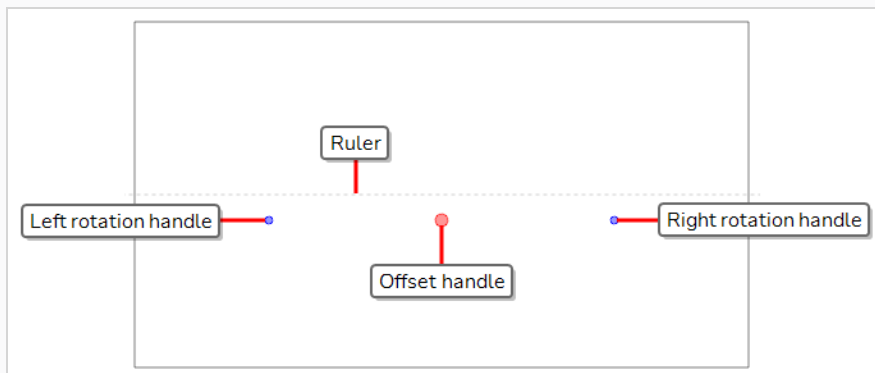 Ruler
Left rotation handle
Right rotation handle
Offset handle